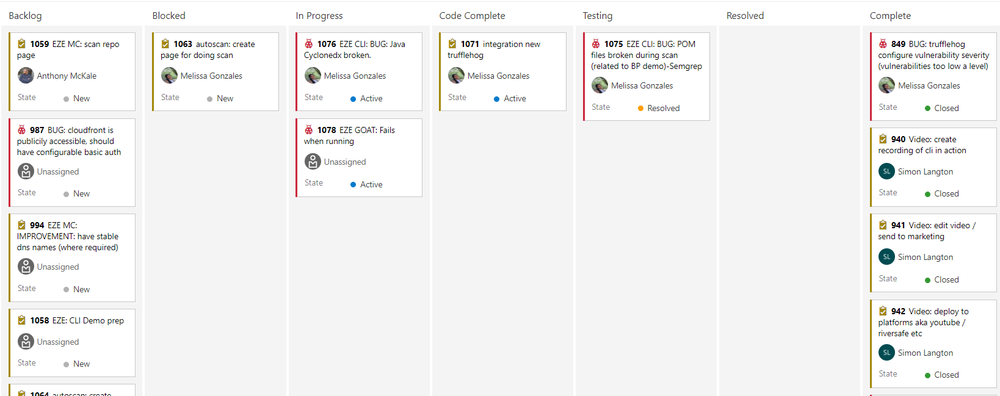 Backlog
1059 EZE MC: scan repo
page
Anthony McKale
State New
987 BUG: cloudfront is
publicily accessible, should
have configurable basic auth
Unassigned
State New
994 EZE MC:
IMPROVEMENT: have stable
dns names (where required)
Unassigned
State New
1058 EZE: CLI Demo prep
Unassigned
State New
1064 autoscan: create
Blocked
1063 autoscan: create
page for doing scan
Melissa Gonzales
State New
In Progress
1076 EZE CLI: BUG: Java
Cyclonedx broken.
Melissa Gonzales
State Active
1078 EZE GOAT: Fails
when running
Unassigned
State Active
Code Complete
1071 integration new
trufflehog
Melissa Gonzales
State Active
Testing
1075 EZE CLI: BUG: POM
files broken during scan
(related to BP demo)-Semgrep
Melissa Gonzales
State Resolved
Resolved
Complete
849 BUG: trufflehog
configure vulnerability severity
(vulnerabilities too low a level)
Melissa Gonzales
State Closed
940 Video: create
recording of cli in action
SL Simon Langton
State Closed
941 Video: edit video /
send to marketing
SL Simon Langton
State Closed
942 Video: deploy to
platforms aka youtube /
riversafe etc
SL Simon Langton
State Closed